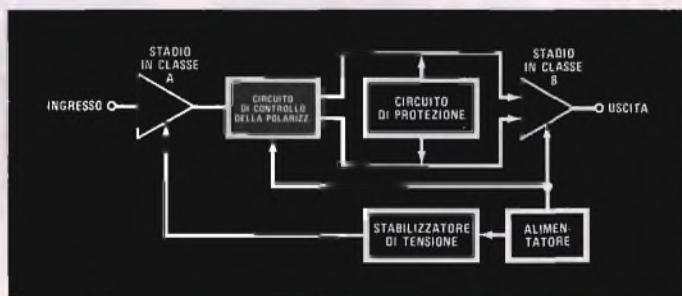 STADIO
IN CLASSE
A
INGRESSO
CIRCUITO
DI CONTROLLO
DELLA POLARIZZ.
CIRCUITO
DI PROTEZIONE
STADIO
IN CLASSE
B
USCITA
STABILIZZATORE
DI TENSIONE
ALIMEN-
TATORE